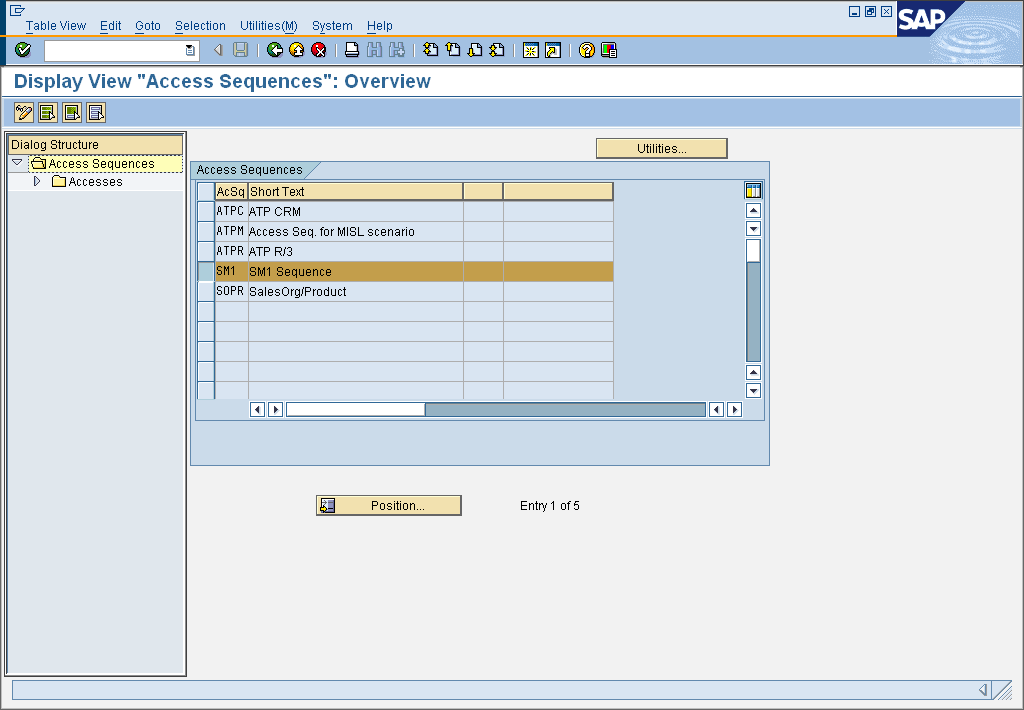 Table View Edit Goto Selection Utilities(M) System Help
SAP
Display View "Access Sequences": Overview
Dialog Structure
Access Sequences
Accesses
Utilities...
Access Sequences
AcSq Short Text
ATPC ATP CRM
ATPM Access Seq. for MISL scenario
ATPR ATP R/3
SM1 SM1 Sequence
SOPR SalesOrg/Product
Position... Entry 1 of 5